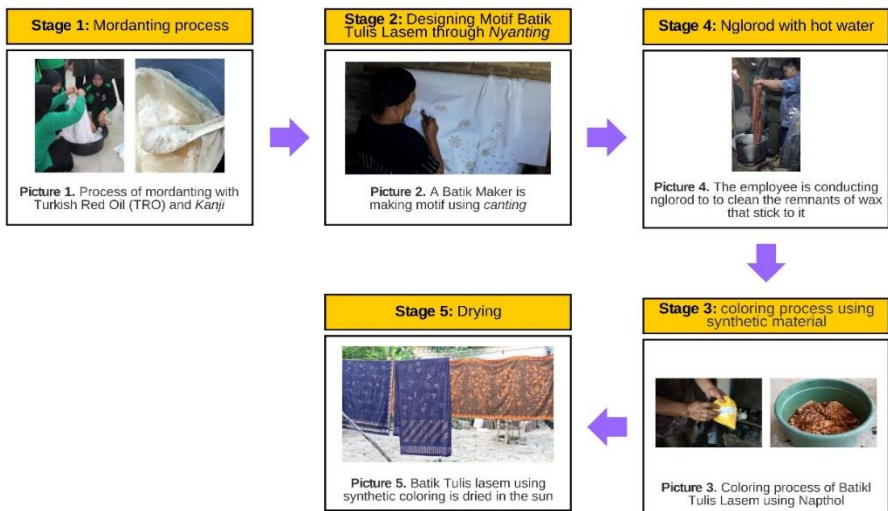 Stage 1: Mordanting process
Picture 1. Process of mordanting with
Turkish Red Oil (TRO) and Kanji
Stage 2: Designing Motif Batik
Tulis Lasem through Nyanting
Picture 2. A Batik Maker is
making motif using canting
Stage 4: Nglorod with hot water
Picture 4. The employee is conducting
nglorod to to clean the remnants of wax
that stick to it
Stage 3: coloring process using
synthetic material
Picture 3. Coloring process of Batikl
Tulis Lasem using Napthol
Stage 5: Drying
Picture 5. Batik Tulis lasem using
synthetic coloring is dried in the sun